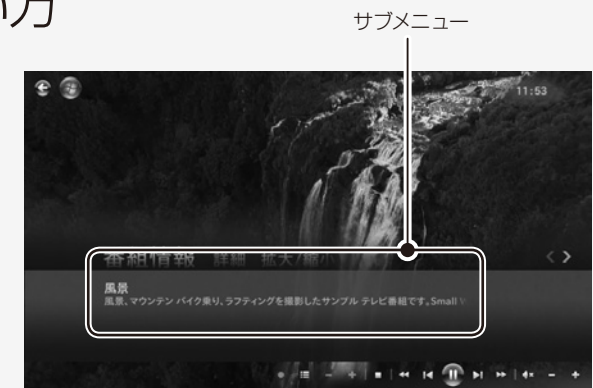 い方
サブメニュー
11:53
番組情報 詳細 拡大/縮小
風景
風景、マウンテン バイク乗り、ラフティングを撮影したサンプル テレビ番組です。Small